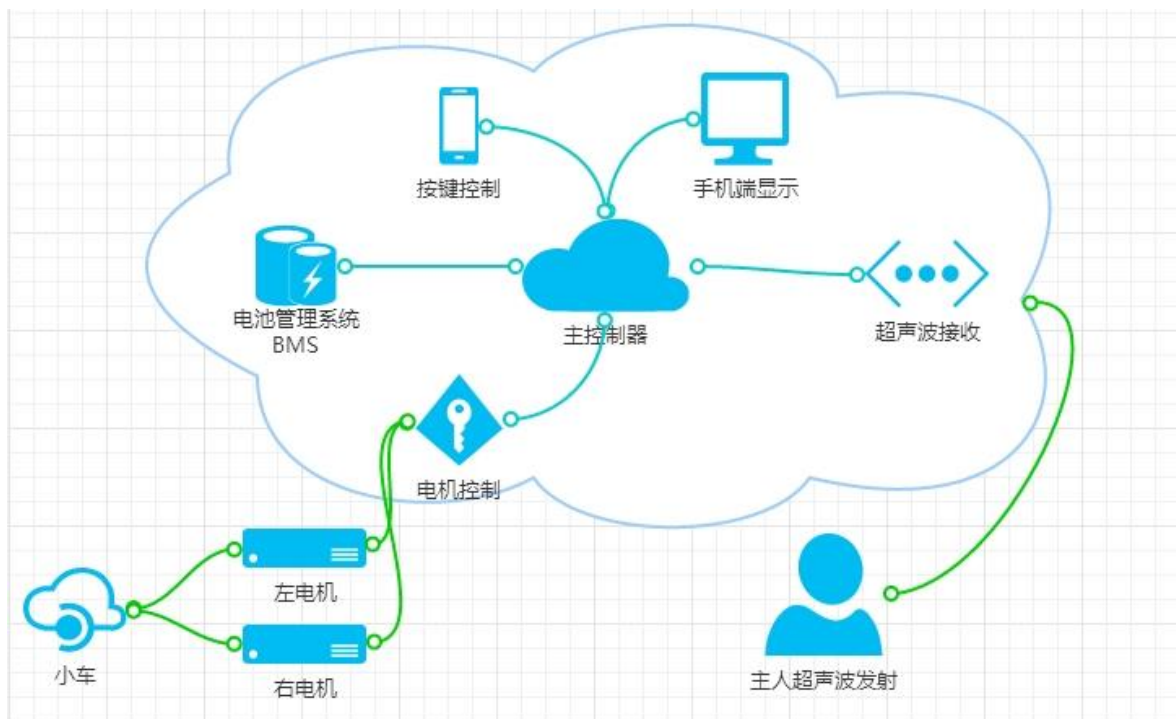 按键控制
手机端显示
电池管理系统
BMS
主控制器
超声波接收
电机控制
左电机
小车
右电机
主人超声波发射